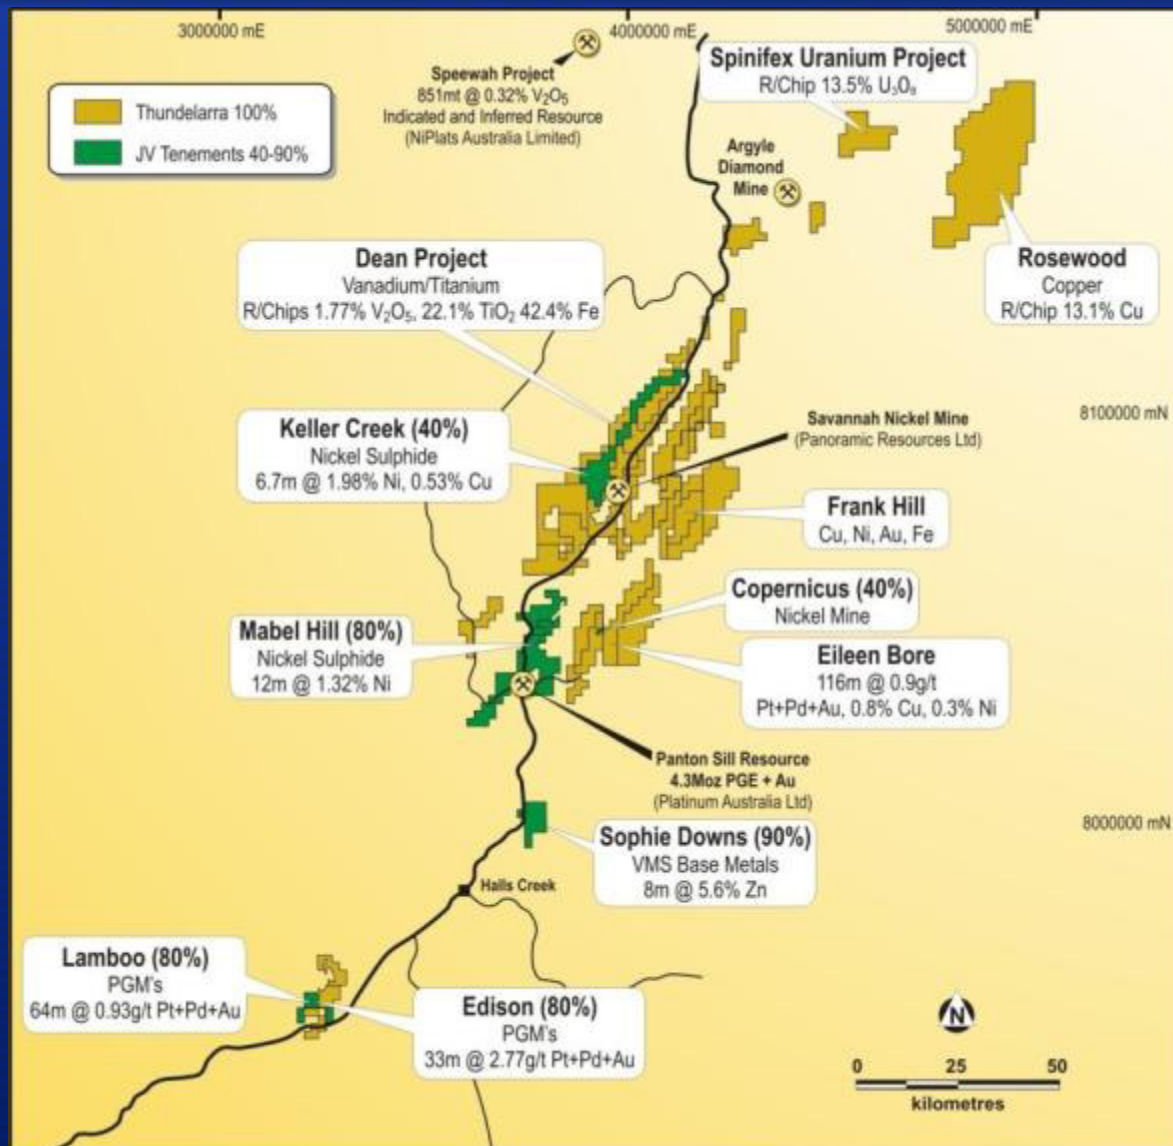 3000000 mE
4000000 mE
5000000 mE
Thundelarra 100%
JV Tenements 40-90%
Speewah Project
851mt @ 0.32% V₂O₅
Indicated and Inferred Resource
(NiPlats Australia Limited)
Spinifex Uranium Project
R/Chip 13.5% U₃O₈
Argyle
Diamond
Mine
Rosewood
Copper
R/Chip 13.1% Cu
Dean Project
Vanadium/Titanium
R/Chips 1.77% V₂O₅, 22.1% TiO₂ 42.4% Fe
8100000 mN
Keller Creek (40%)
Nickel Sulphide
6.7m @ 1.98% Ni, 0.53% Cu
Savannah Nickel Mine
(Panoramic Resources Ltd)
Frank Hill
Cu, Ni, Au, Fe
Copernicus (40%)
Nickel Mine
Mabel Hill (80%)
Nickel Sulphide
12m @ 1.32% Ni
Eileen Bore
116m @ 0.9g/t
Pt+Pd+Au, 0.8% Cu, 0.3% Ni
Panton Sill Resource
4.3Moz PGE + Au
(Platinum Australia Ltd)
8000000 mN
Sophie Downs (90%)
VMS Base Metals
8m @ 5.6% Zn
Halls Creek
Lamboo (80%)
PGM's
64m @ 0.93g/t Pt+Pd+Au
Edison (80%)
PGM's
33m @ 2.77g/t Pt+Pd+Au
N
0 25 50
kilometres